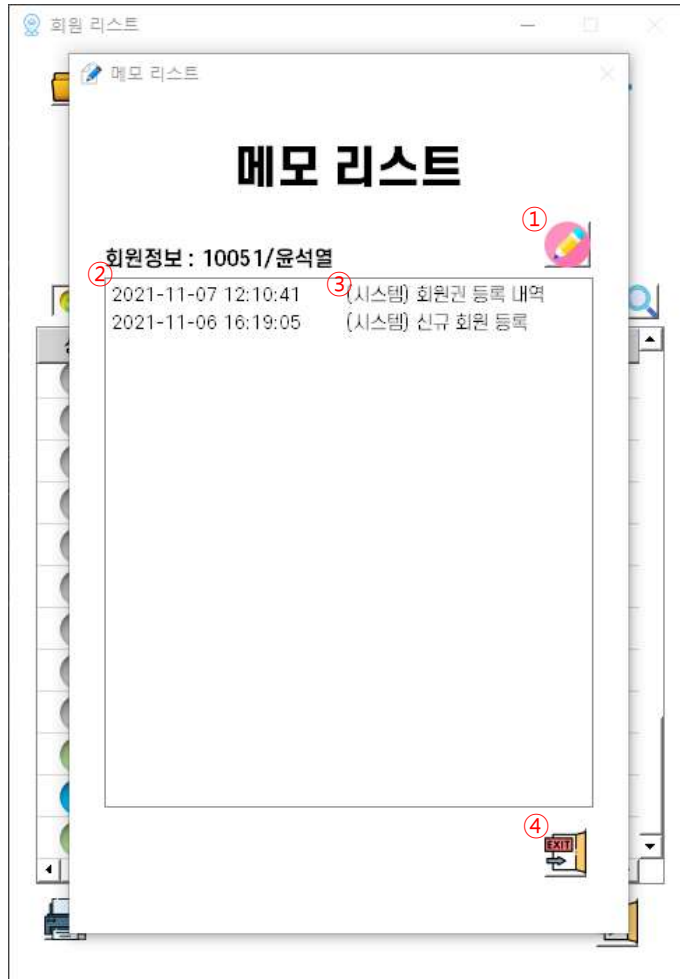 회원 리스트
메모 리스트
메모 리스트
①
회원정보 : 10051/윤석열
②
2021-11-07 12:10:41 ③ (시스템) 회원권 등록 내역
2021-11-06 16:19:05 (시스템) 신규 회원 등록
④
EXIT